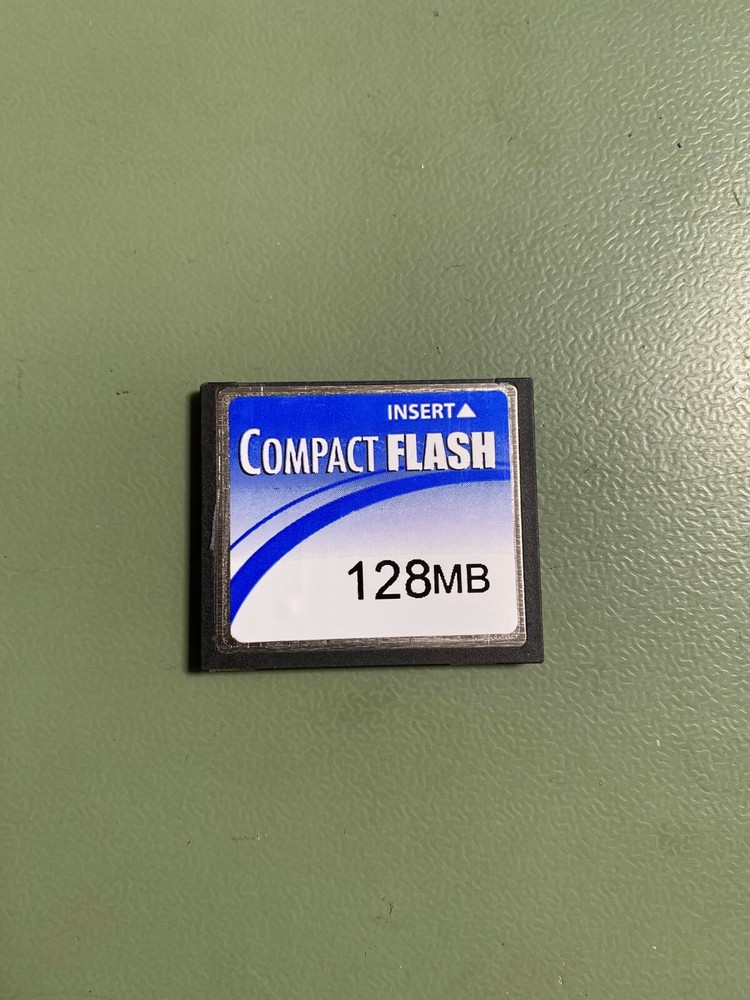 INSERT▲
COMPACT FLASH
128MB